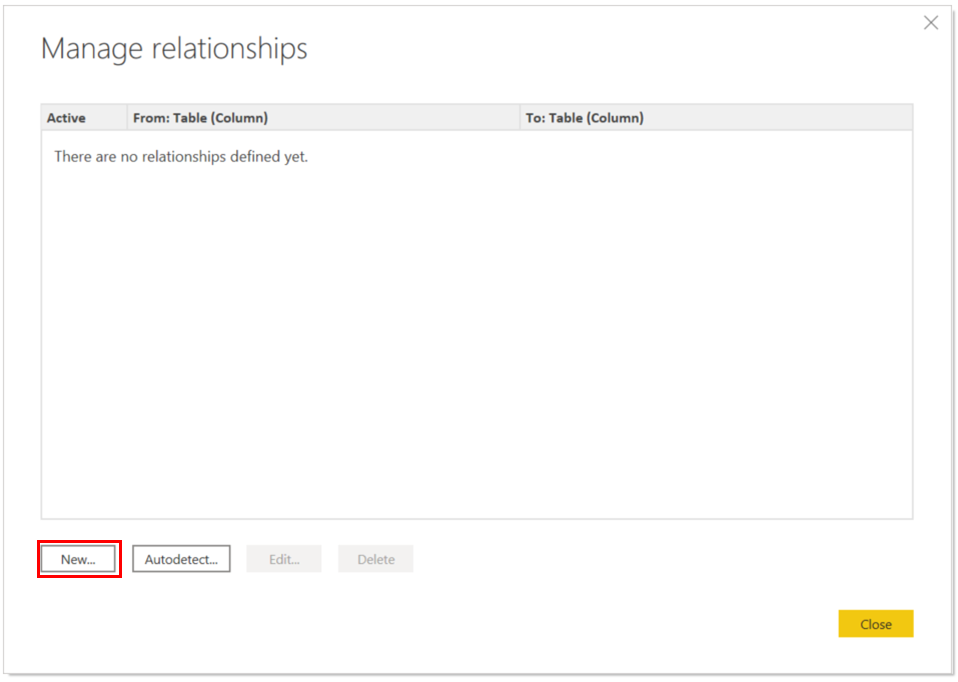 Manage relationships
Active From: Table (Column) To: Table (Column)
There are no relationships defined yet.
New... Autodetect... Edit... Delete
Close